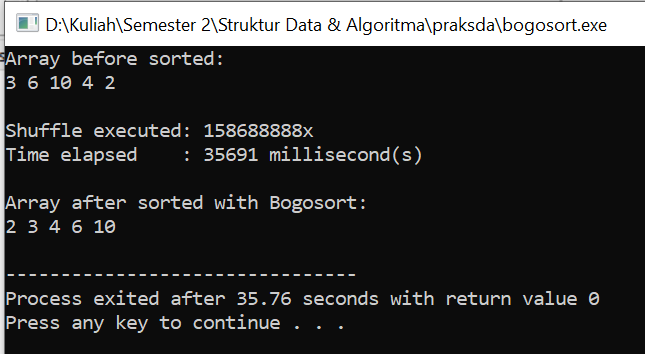 D:\Kuliah\Semester 2\Struktur Data & Algoritma\praksda\bogosort.exe
Array before sorted:
3 6 10 4 2
Shuffle executed: 158688888x
Time elapsed    : 35691 millisecond(s)
Array after sorted with Bogosort:
2 3 4 6 10
--------------------------------
Process exited after 35.76 seconds with return value 0
Press any key to continue . . .